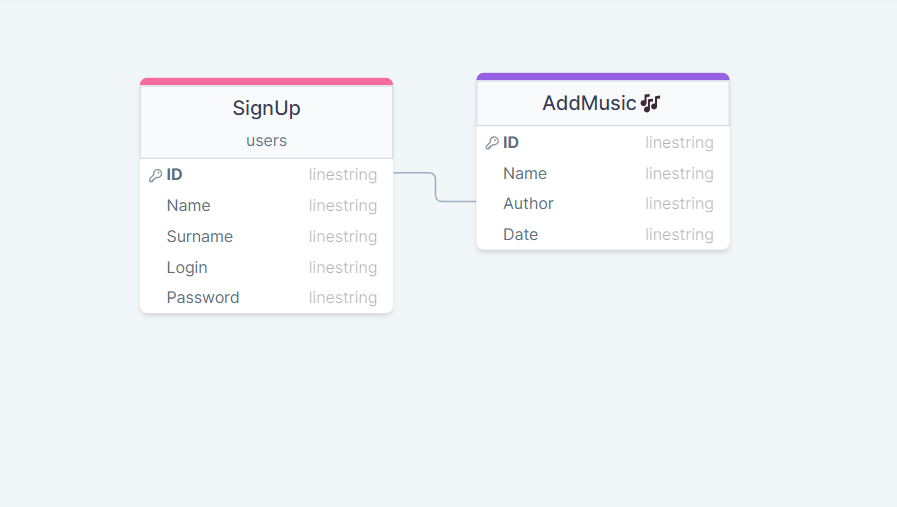 SignUp
users
ID linestring
Name linestring
Surname linestring
Login linestring
Password linestring
AddMusic🎶
ID linestring
Name linestring
Author linestring
Date linestring